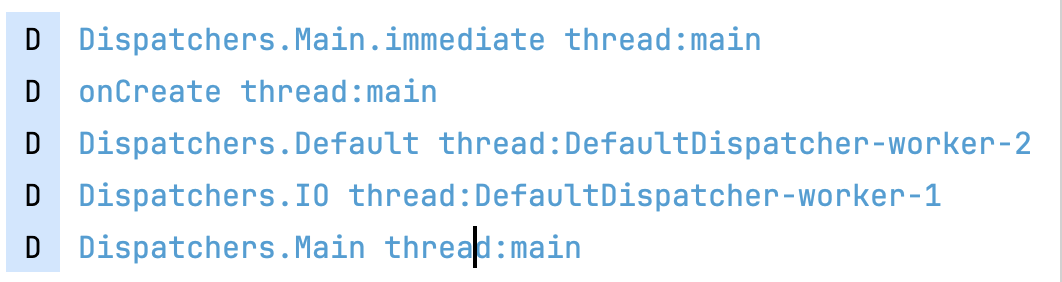 D Dispatchers.Main.immediate thread:main
D onCreate thread:main
D Dispatchers.Default thread:DefaultDispatcher-worker-2
D Dispatchers.IO thread:DefaultDispatcher-worker-1
D Dispatchers.Main thread:main